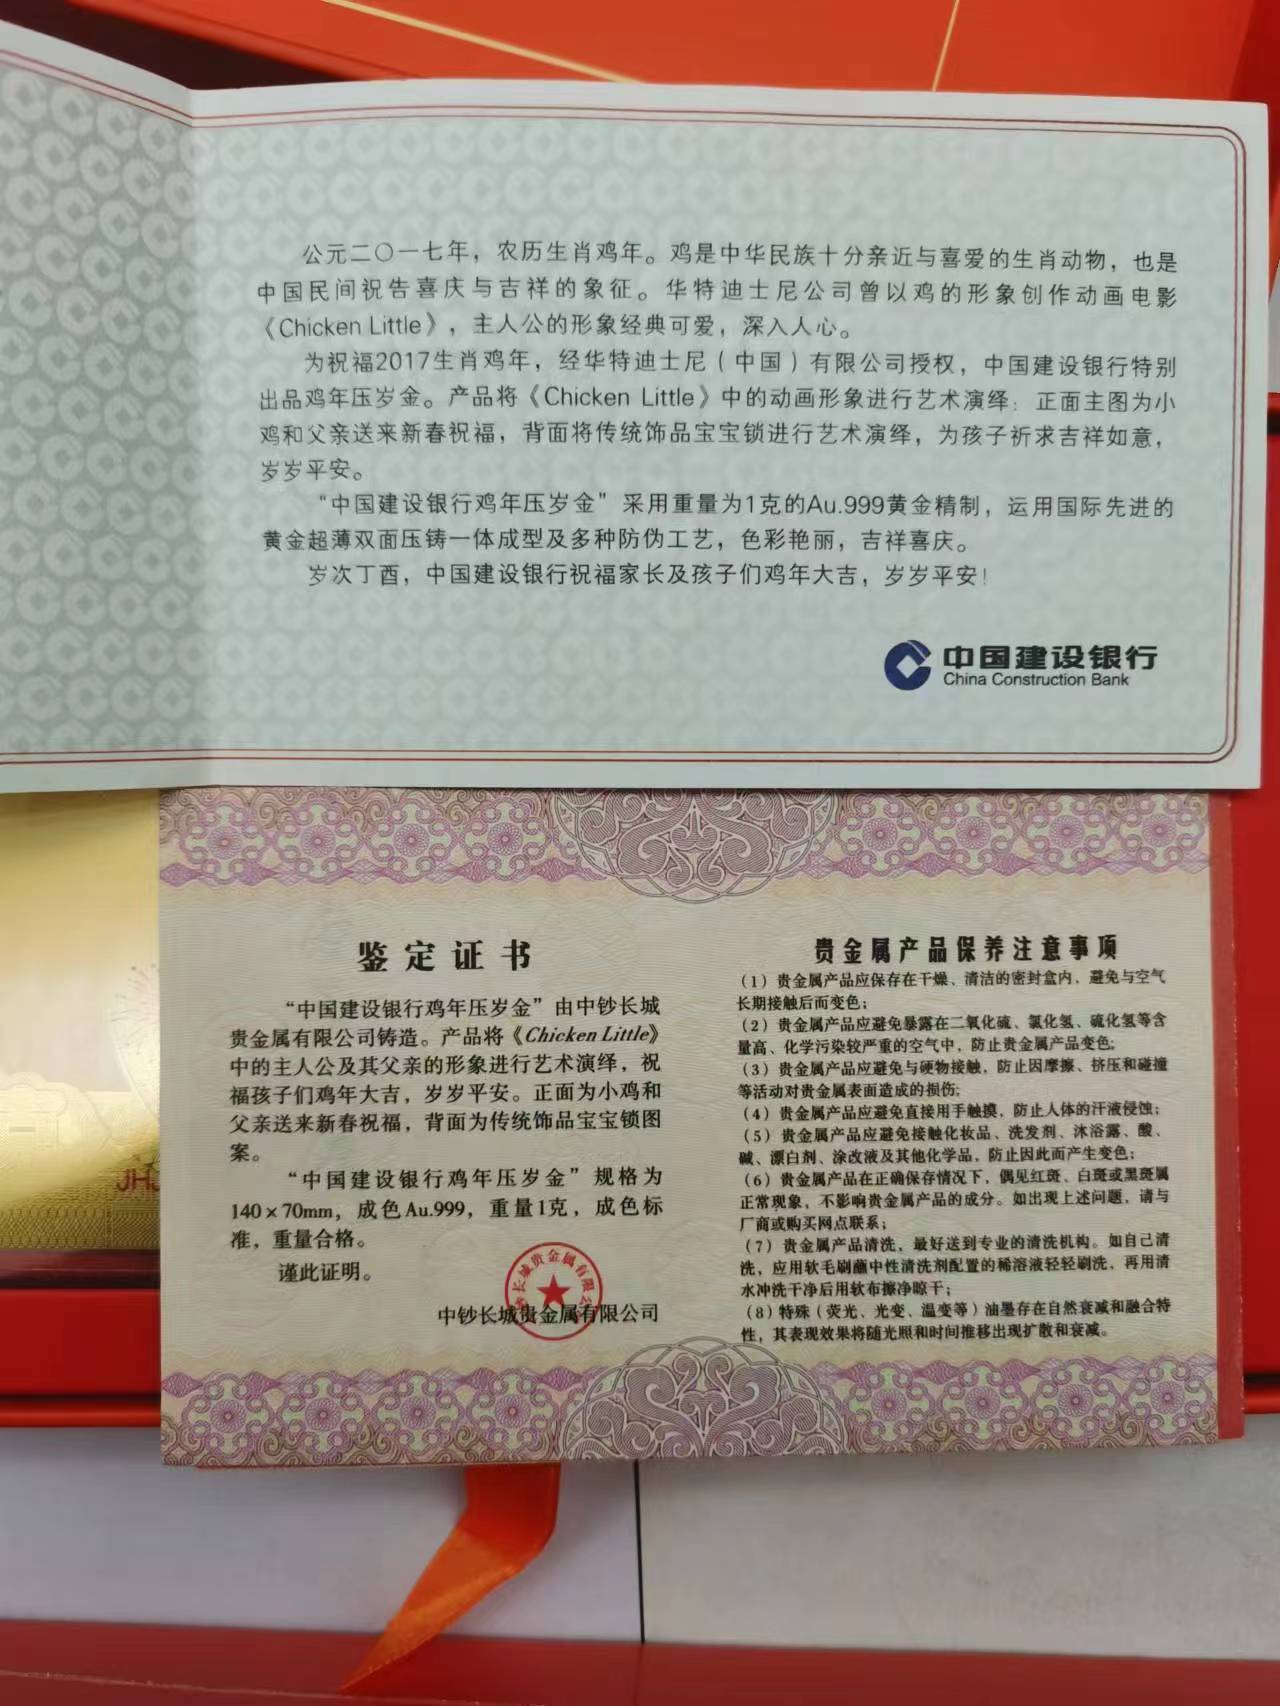 公元二〇一七年，农历生肖鸡年。鸡是中华民族十分亲近与喜爱的生肖动物，也是
中国民间祝告喜庆与吉祥的象征。华特迪士尼公司曾以鸡的形象创作动画电影
《Chicken Little》，主人公的形象经典可爱，深入人心。
为祝福2017生肖鸡年，经华特迪士尼（中国）有限公司授权，中国建设银行特别
出品鸡年压岁金。产品将《Chicken Little》中的动画形象进行艺术演绎：正面主图为小
鸡和父亲送来新春祝福，背面将传统饰品宝宝锁进行艺术演绎，为孩子祈求吉祥如意，
岁岁平安。
“中国建设银行鸡年压岁金”采用重量为1克的Au.999黄金精制，运用国际先进的
黄金超薄双面压铸一体成型及多种防伪工艺，色彩艳丽，吉祥喜庆。
岁次丁酉，中国建设银行祝福家长及孩子们鸡年大吉，岁岁平安！
中国建设银行
China Construction Bank
鉴定证书
“中国建设银行鸡年压岁金”由中钞长城
贵金属有限公司铸造。产品将《Chicken Little》
中的主人公及其父亲的形象进行艺术演绎，祝
福孩子们鸡年大吉，岁岁平安。正面为小鸡和
父亲送来新春祝福，背面为传统饰品宝宝锁图
案。
“中国建设银行鸡年压岁金”规格为
140×70mm，成色Au.999，重量1克，成色标
准，重量合格。
谨此证明。
中钞长城贵金属有限公司
贵金属产品保养注意事项
（1）贵金属产品应保存在干燥、清洁的密封盒内，避免与空气
长期接触后而变色；
（2）贵金属产品应避免暴露在二氧化硫、氯化氢、硫化氢等含
量高、化学污染较严重的空气中，防止贵金属产品变色；
（3）贵金属产品应避免与硬物接触，防止因摩擦、挤压和碰撞
等活动对贵金属表面造成的损伤；
（4）贵金属产品应避免直接用手触摸，防止人体的汗液侵蚀；
（5）贵金属产品应避免接触化妆品、洗发剂、沐浴露、酸、
碱、漂白剂、涂改液及其他化学品，防止因此而产生变色；
（6）贵金属产品在正确保存情况下，偶见红斑、白斑或黑斑属
正常现象，不影响贵金属产品的成分。如出现上述问题，请与
厂商或购买网点联系；
（7）贵金属产品清洗，最好送到专业的清洗机构。如自己清
洗，应用软毛刷蘸中性清洗剂配置的稀溶液轻轻刷洗，再用清
水冲洗干净后用软布擦净晾干；
（8）特殊（荧光、光变、温变等）油墨存在自然衰减和融合特
性，其表现效果将随光照和时间推移出现扩散和衰减。